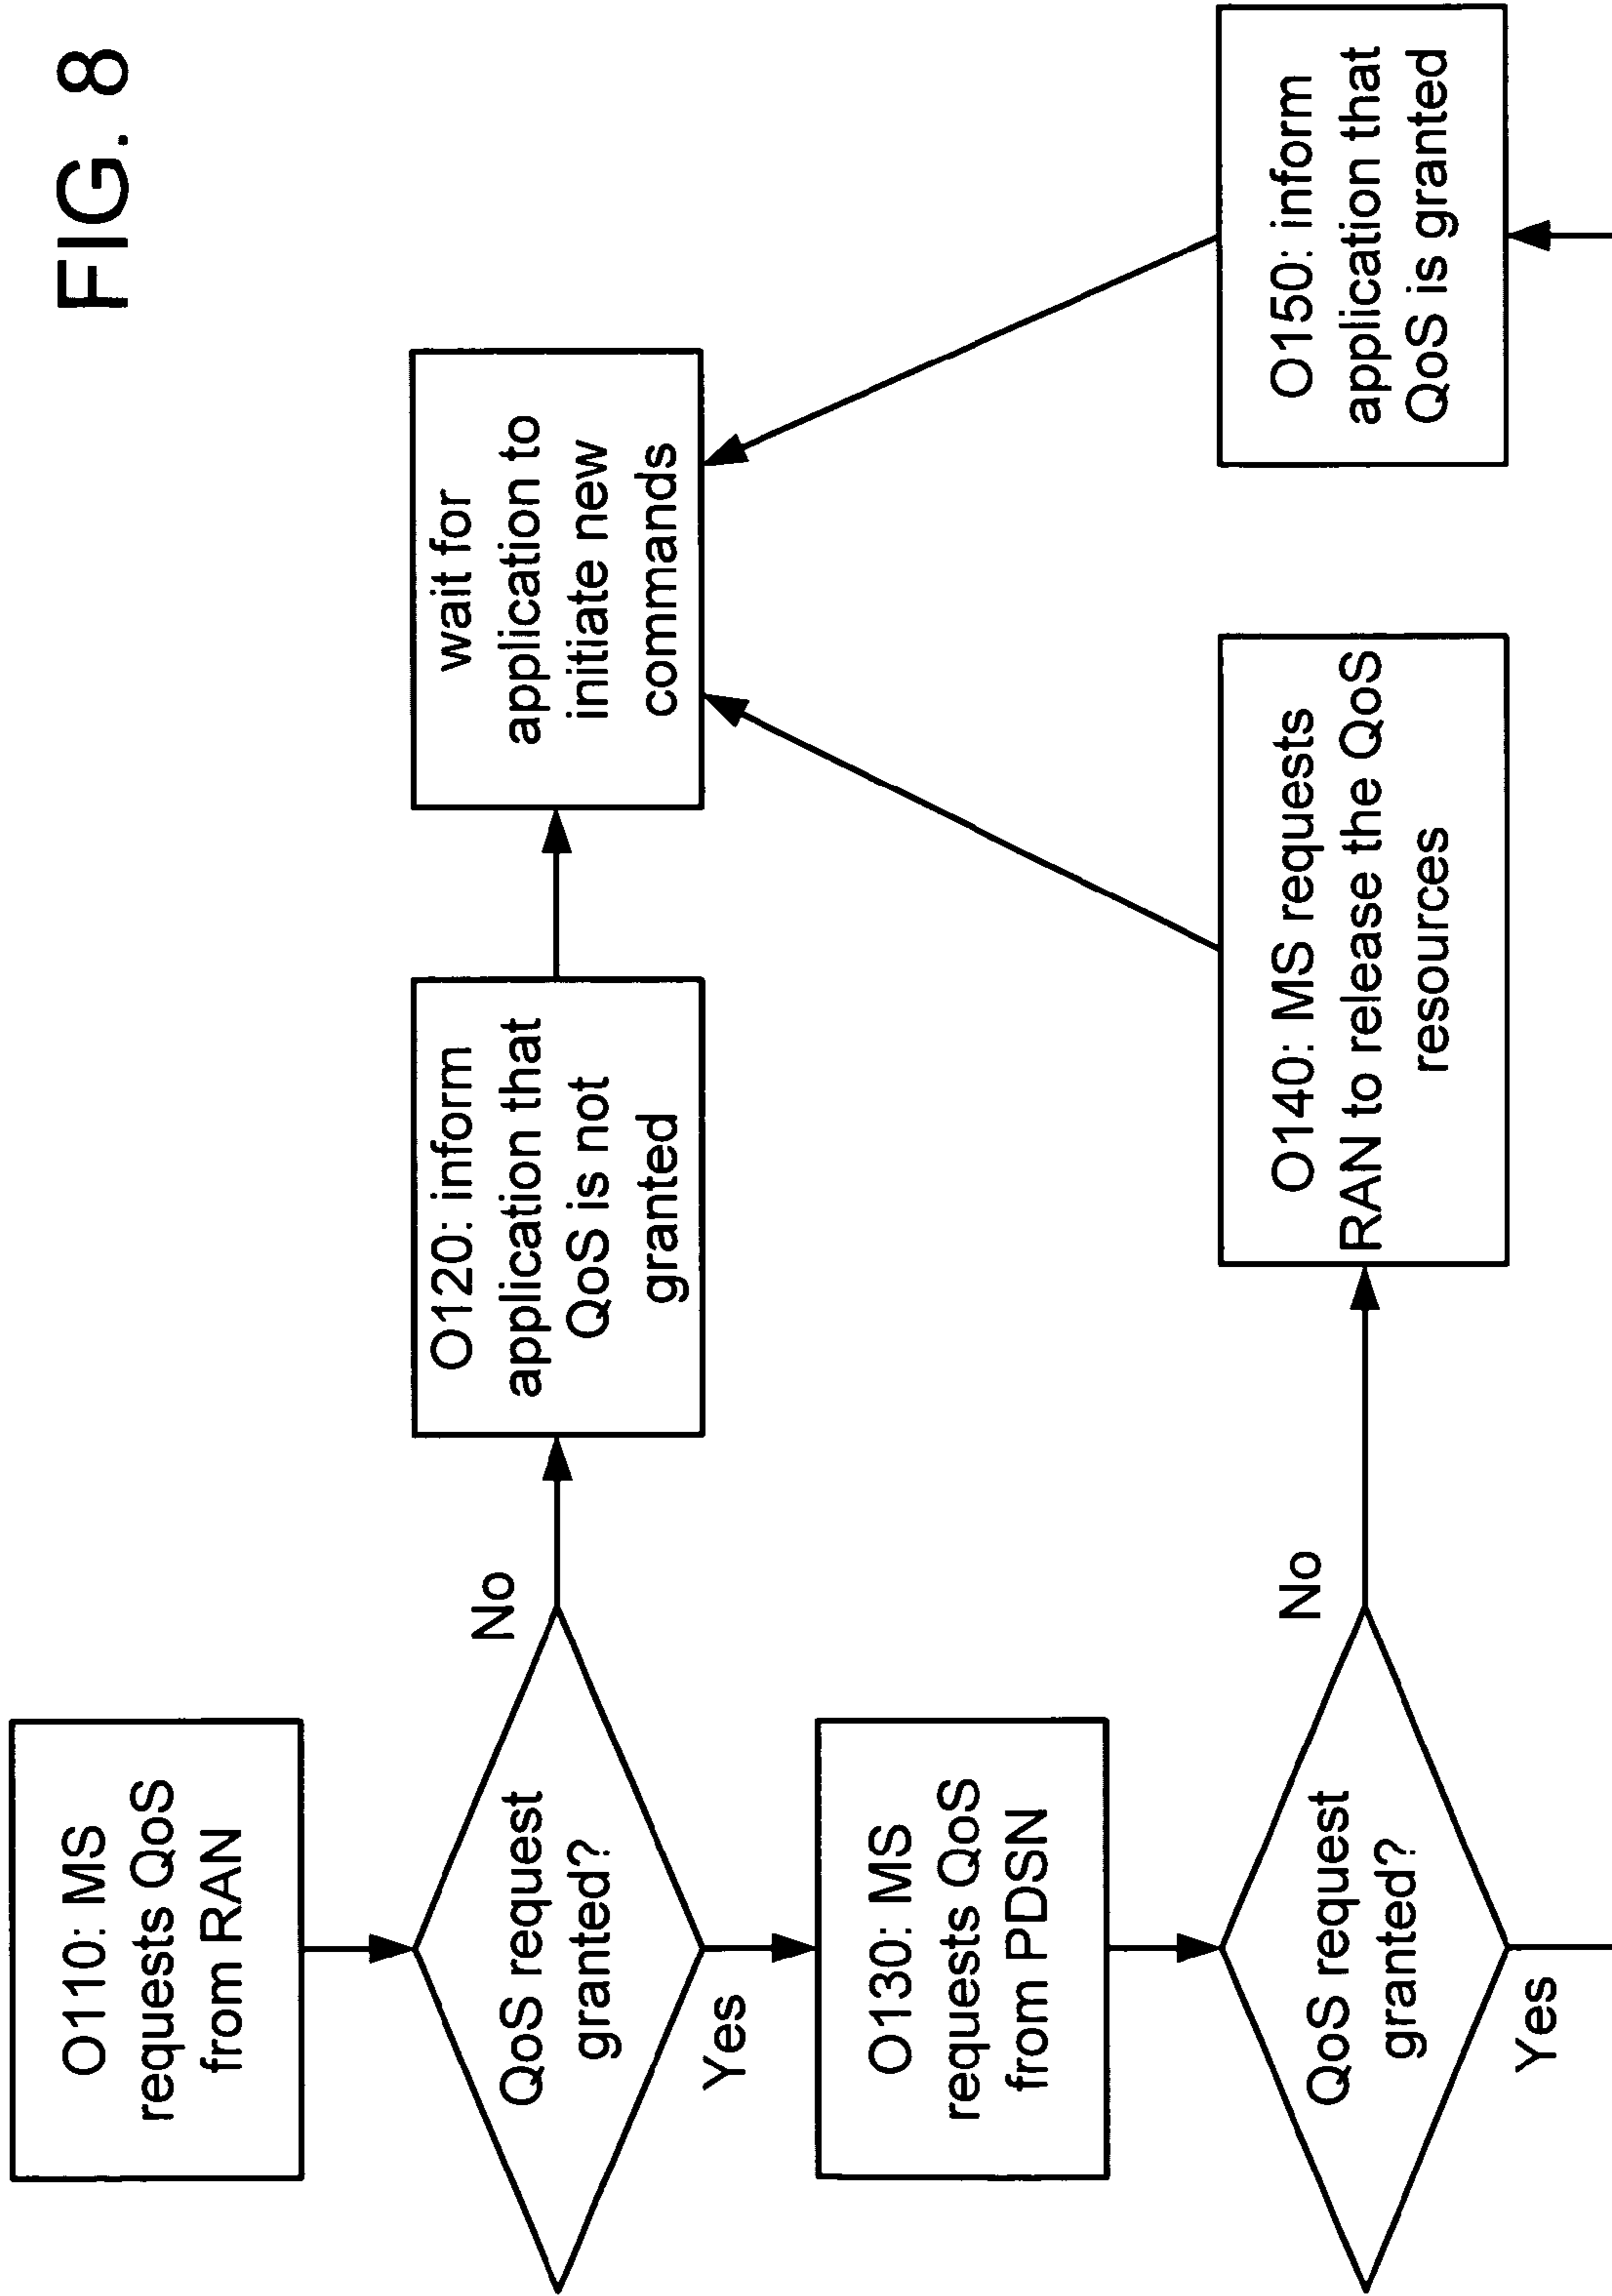 FIG. 8
O110: MS
requests QoS
from RAN
QoS request
granted?
No
Yes
O120: inform
application that
QoS is not
granted
wait for
application to
initiate new
commands
O130: MS
requests QoS
from PDSN
QoS request
granted?
No
Yes
O140: MS requests
RAN to release the QoS
resources
O150: inform
application that
QoS is granted